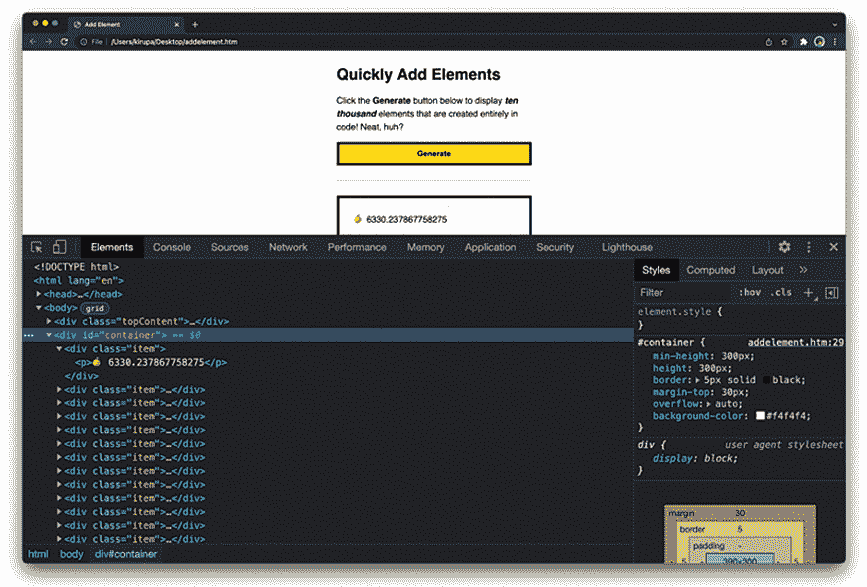 Add Element
File /Users/kirupa/Desktop/addelement.htm
Quickly Add Elements
Click the Generate button below to display ten
thousand elements that are created entirely in
code! Neat, huh?
Generate
6330.237867758275
Elements Console Sources Network Performance Memory Application Security Lighthouse
<!DOCTYPE html>
<html lang="en">
<head>…</head>
<body> grid
<div class="topContent">…</div>
<div id="container"> == $0
<div class="item">
<p>🍌 6330.237867758275</p>
</div>
<div class="item">…</div>
<div class="item">…</div>
<div class="item">…</div>
<div class="item">…</div>
<div class="item">…</div>
<div class="item">…</div>
<div class="item">…</div>
<div class="item">…</div>
<div class="item">…</div>
<div class="item">…</div>
<div class="item">…</div>
<div class="item">…</div>
html body div#container
Styles Computed Layout »
Filter :hov .cls +
element.style {
}
#container { addelement.htm:29
min-height: 300px;
height: 300px;
border: 5px solid black;
margin-top: 30px;
overflow: auto;
background-color: #f4f4f4;
}
div { user agent stylesheet
display: block;
}
margin 30
border 5
padding -